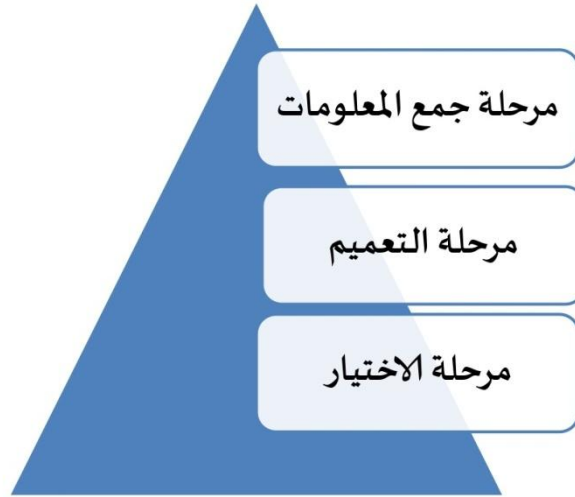 مرحلة جمع المعلومات
مرحلة التعميم
مرحلة الاختيار